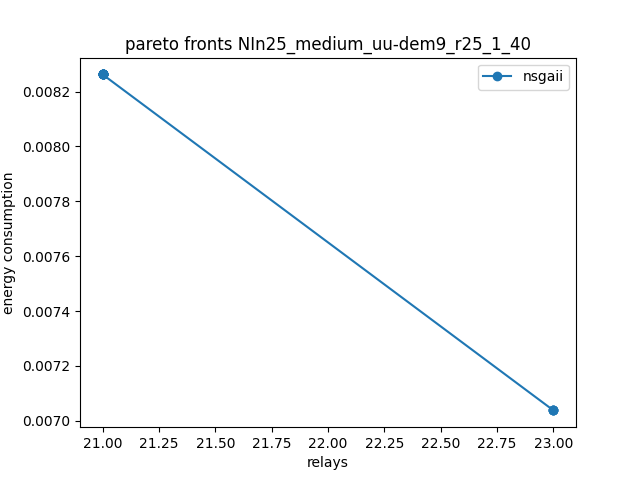 pareto fronts NIn25_medium_uu-dem9_r25_1_40
nsgaii
0.0082
0.0080
0.0078
0.0076
0.0074
0.0072
0.0070
energy consumption
21.00 21.25 21.50 21.75 22.00 22.25 22.50 22.75 23.00
relays